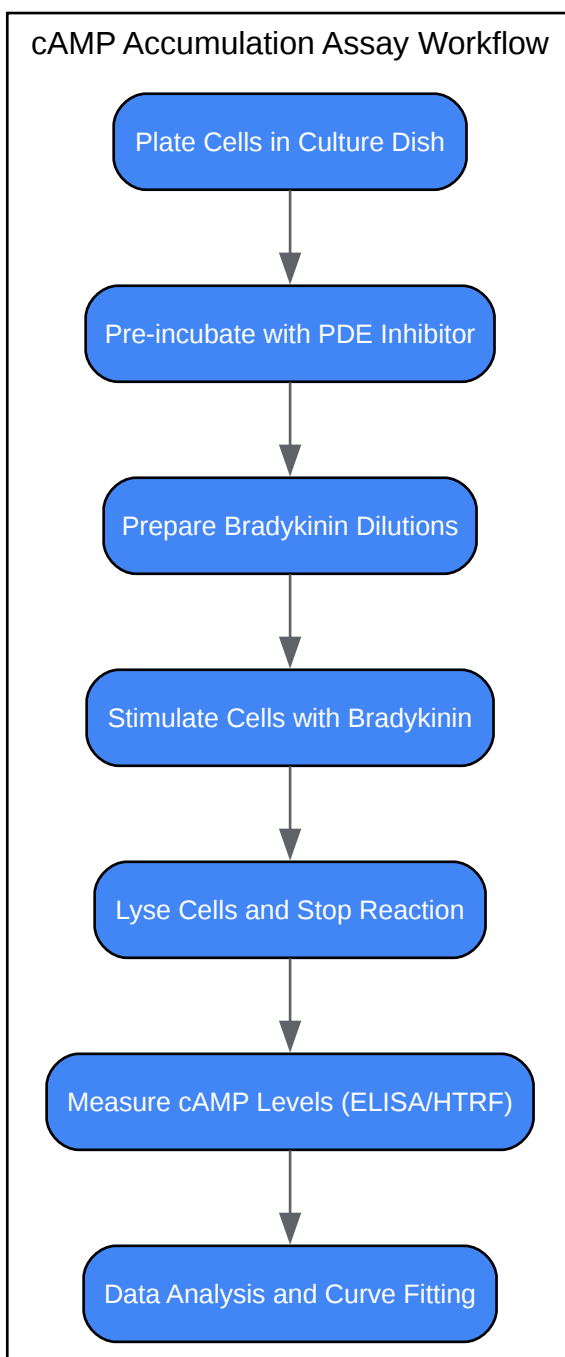 cAMP Accumulation Assay Workflow
Plate Cells in Culture Dish
Pre-incubate with PDE Inhibitor
Prepare Bradykinin Dilutions
Stimulate Cells with Bradykinin
Lyse Cells and Stop Reaction
Measure cAMP Levels (ELISA/HTRF)
Data Analysis and Curve Fitting